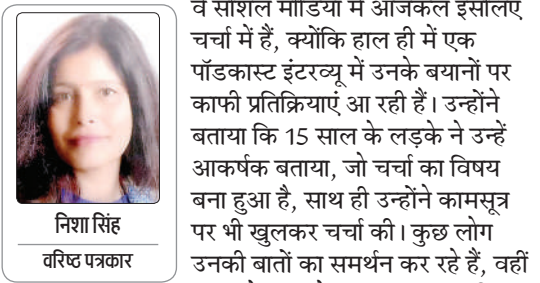 निशा सिंह
वरिष्ठ पत्रकार
वे सोशल मीडिया में आजकल इसलिए
चर्चा में हैं, क्योंकि हाल ही में एक
पॉडकास्ट इंटरव्यू में उनके बयानों पर
काफी प्रतिक्रियाएं आ रही हैं। उन्होंने
बताया कि 15 साल के लड़के ने उन्हें
आकर्षक बताया, जो चर्चा का विषय
बना हुआ है, साथ ही उन्होंने कामसूत्र
पर भी खुलकर चर्चा की। कुछ लोग
उनकी बातों का समर्थन कर रहे हैं, वहीं